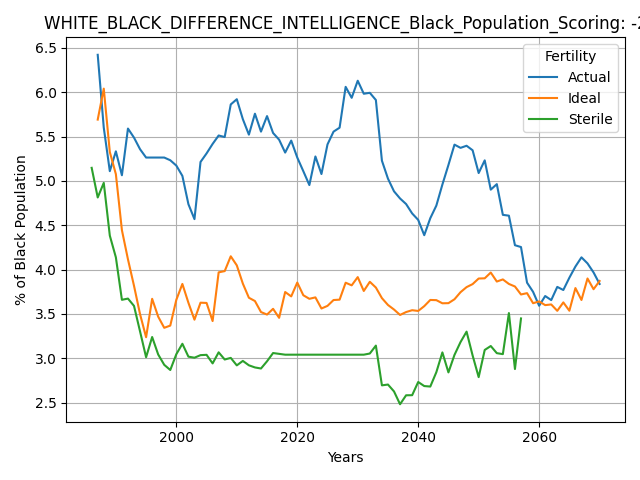 WHITE_BLACK_DIFFERENCE_INTELLIGENCE_Black_Population_Scoring: -2
6.5
6.0
5.5
5.0
4.5
4.0
3.5
3.0
2.5
% of Black Population
Fertility
Actual
Ideal
Sterile
2000
2020
2040
2060
Years